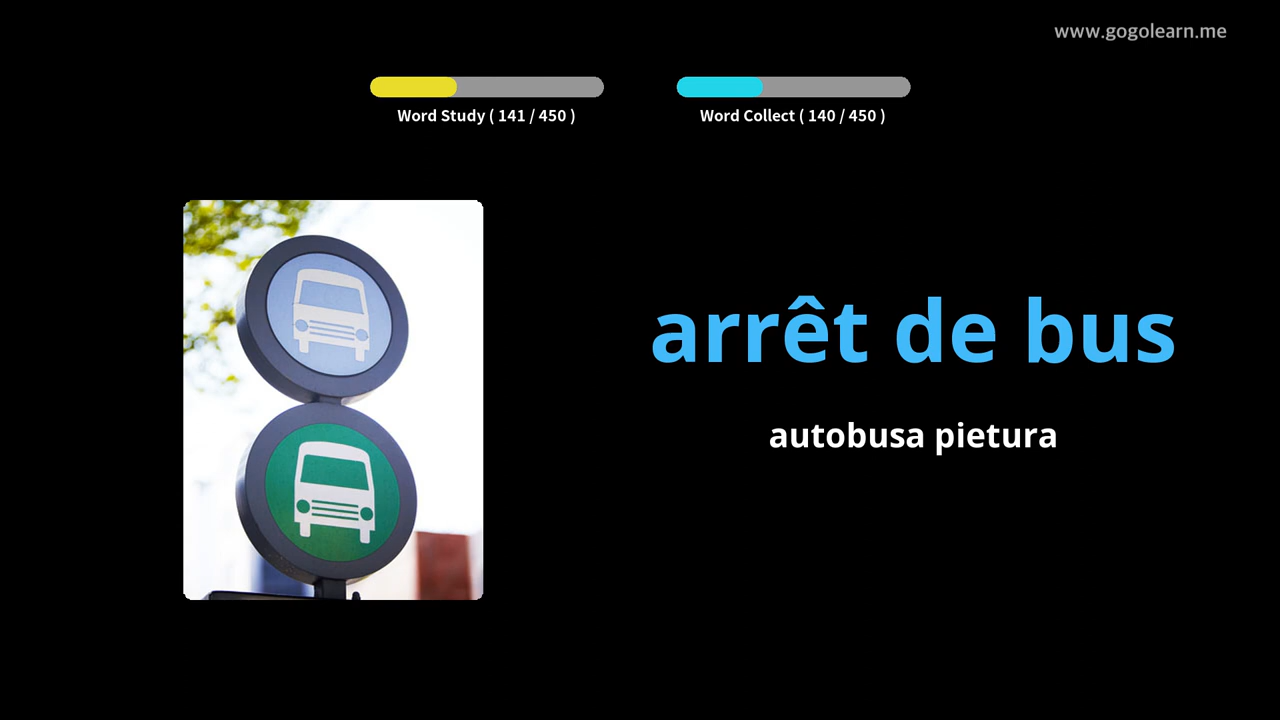 www.gogolearn.me
Word Study ( 141 / 450 )
Word Collect ( 140 / 450 )
arrêt de bus
autobusa pietura